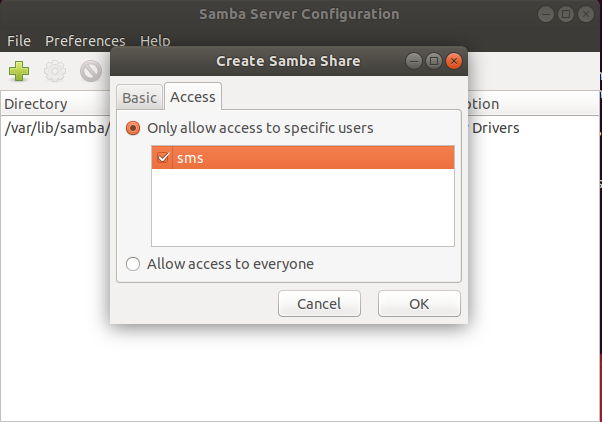 Samba Server Configuration
File Preferences Help
Create Samba Share
Basic Access
Directory
/var/lib/samba/
Drivers
Only allow access to specific users
sms
Allow access to everyone
Cancel OK